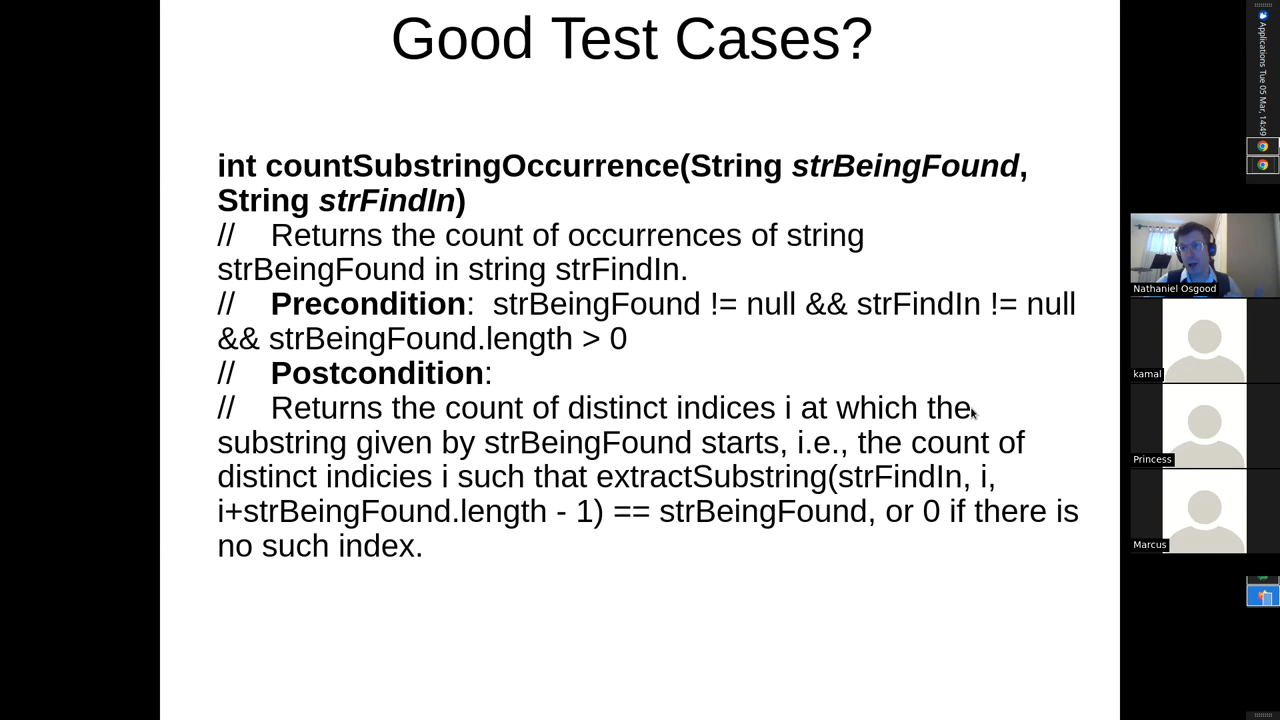 Good Test Cases?
int countSubstringOccurrence(String strBeingFound,
String strFindIn)
// Returns the count of occurrences of string
strBeingFound in string strFindIn.
// Precondition: strBeingFound != null && strFindIn != null
&& strBeingFound.length > 0
// Postcondition:
// Returns the count of distinct indices i at which the
substring given by strBeingFound starts, i.e., the count of
distinct indicies i such that extractSubstring(strFindIn, i,
i+strBeingFound.length - 1) == strBeingFound, or 0 if there is
no such index.
Applications Tue 05 Mar, 14:49
Nathaniel Osgood
kamal
Princess
Marcus